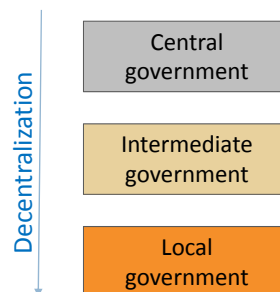 Decentralization
Central
government
Intermediate
government
Local
government